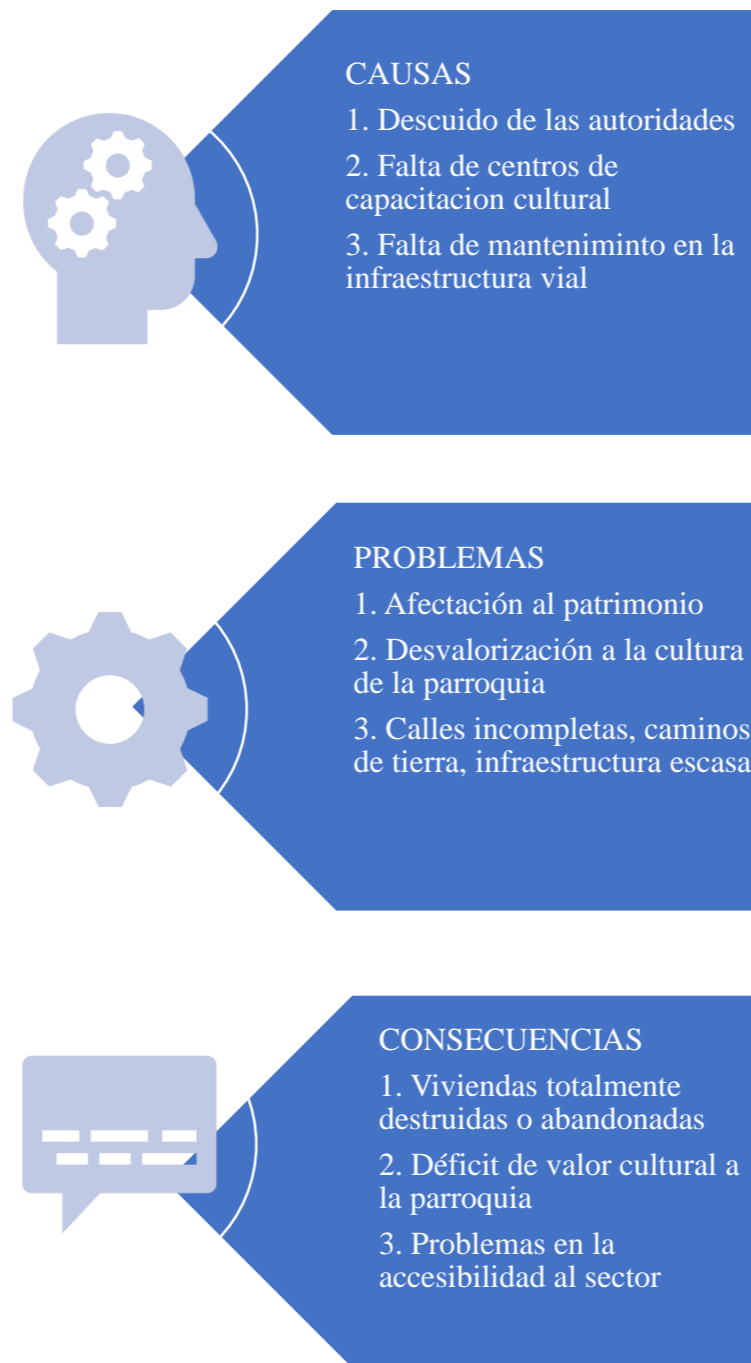 CAUSAS
1. Descuido de las autoridades
2. Falta de centros de
capacitacion cultural
3. Falta de manteniminto en la
infraestructura vial
PROBLEMAS
1. Afectación al patrimonio
2. Desvalorización a la cultura
de la parroquia
3. Calles incompletas, caminos
de tierra, infraestructura escasa
CONSECUENCIAS
1. Viviendas totalmente
destruidas o abandonadas
2. Déficit de valor cultural a
la parroquia
3. Problemas en la
accesibilidad al sector